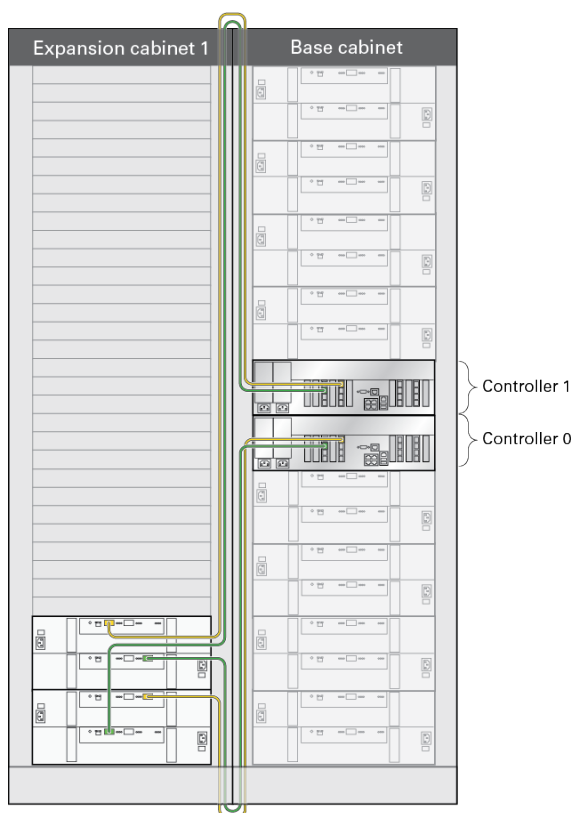 Expansion cabinet 1
Base cabinet
Controller 1
Controller 0